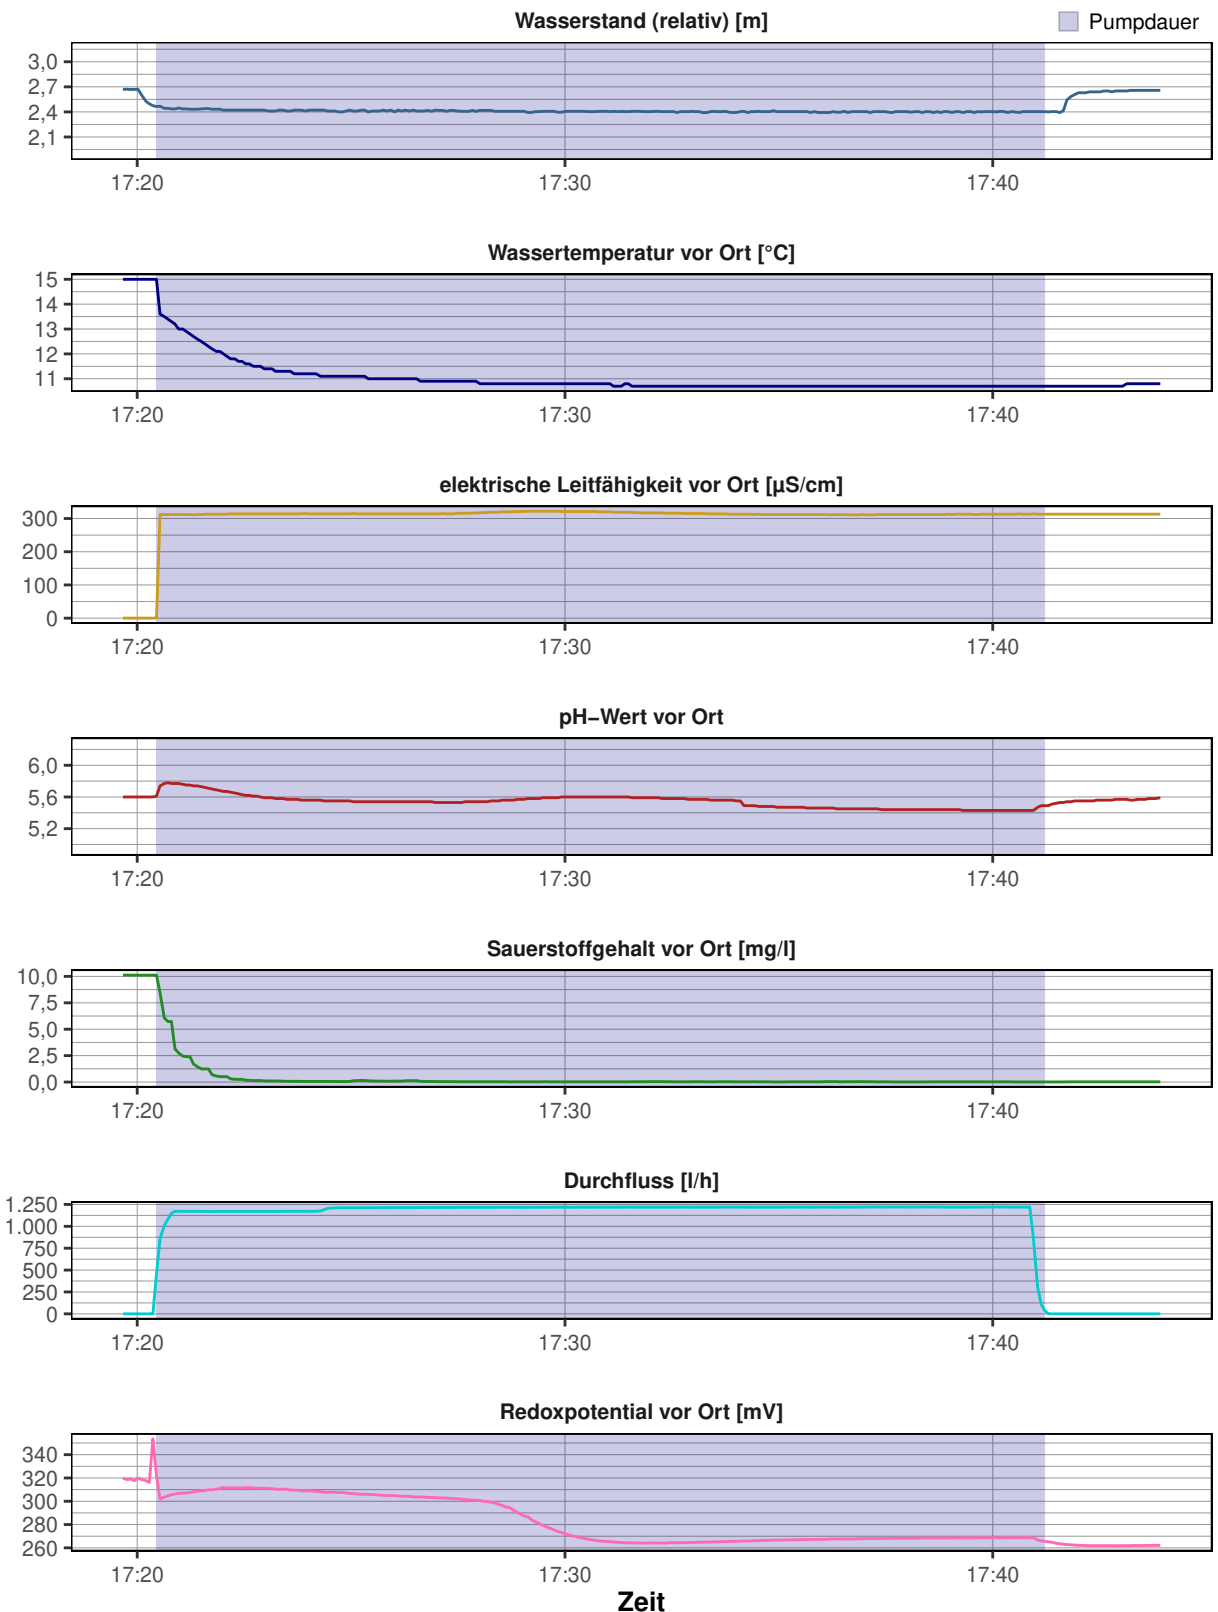 Wasserstand (relativ) [m]
Pumpdauer
3,0
2,7
2,4
2,1
17:20 17:30 17:40
Wassertemperatur vor Ort [°C]
15
14
13
12
11
17:20 17:30 17:40
elektrische Leitfähigkeit vor Ort [µS/cm]
300
200
100
0
17:20 17:30 17:40
pH−Wert vor Ort
6,0
5,6
5,2
17:20 17:30 17:40
Sauerstoffgehalt vor Ort [mg/l]
10,0
7,5
5,0
2,5
0,0
17:20 17:30 17:40
Durchfluss [l/h]
1.250
1.000
750
500
250
0
17:20 17:30 17:40
Redoxpotential vor Ort [mV]
340
320
300
280
260
17:20 17:30 17:40
Zeit